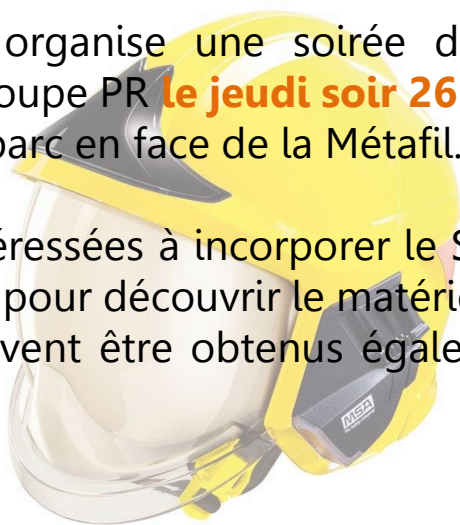 organise une soirée d
oupe PR le jeudi soir 26
parc en face de la Métafil.
éressées à incorporer le S
pour découvrir le matérie
vent être obtenus égale
MSA